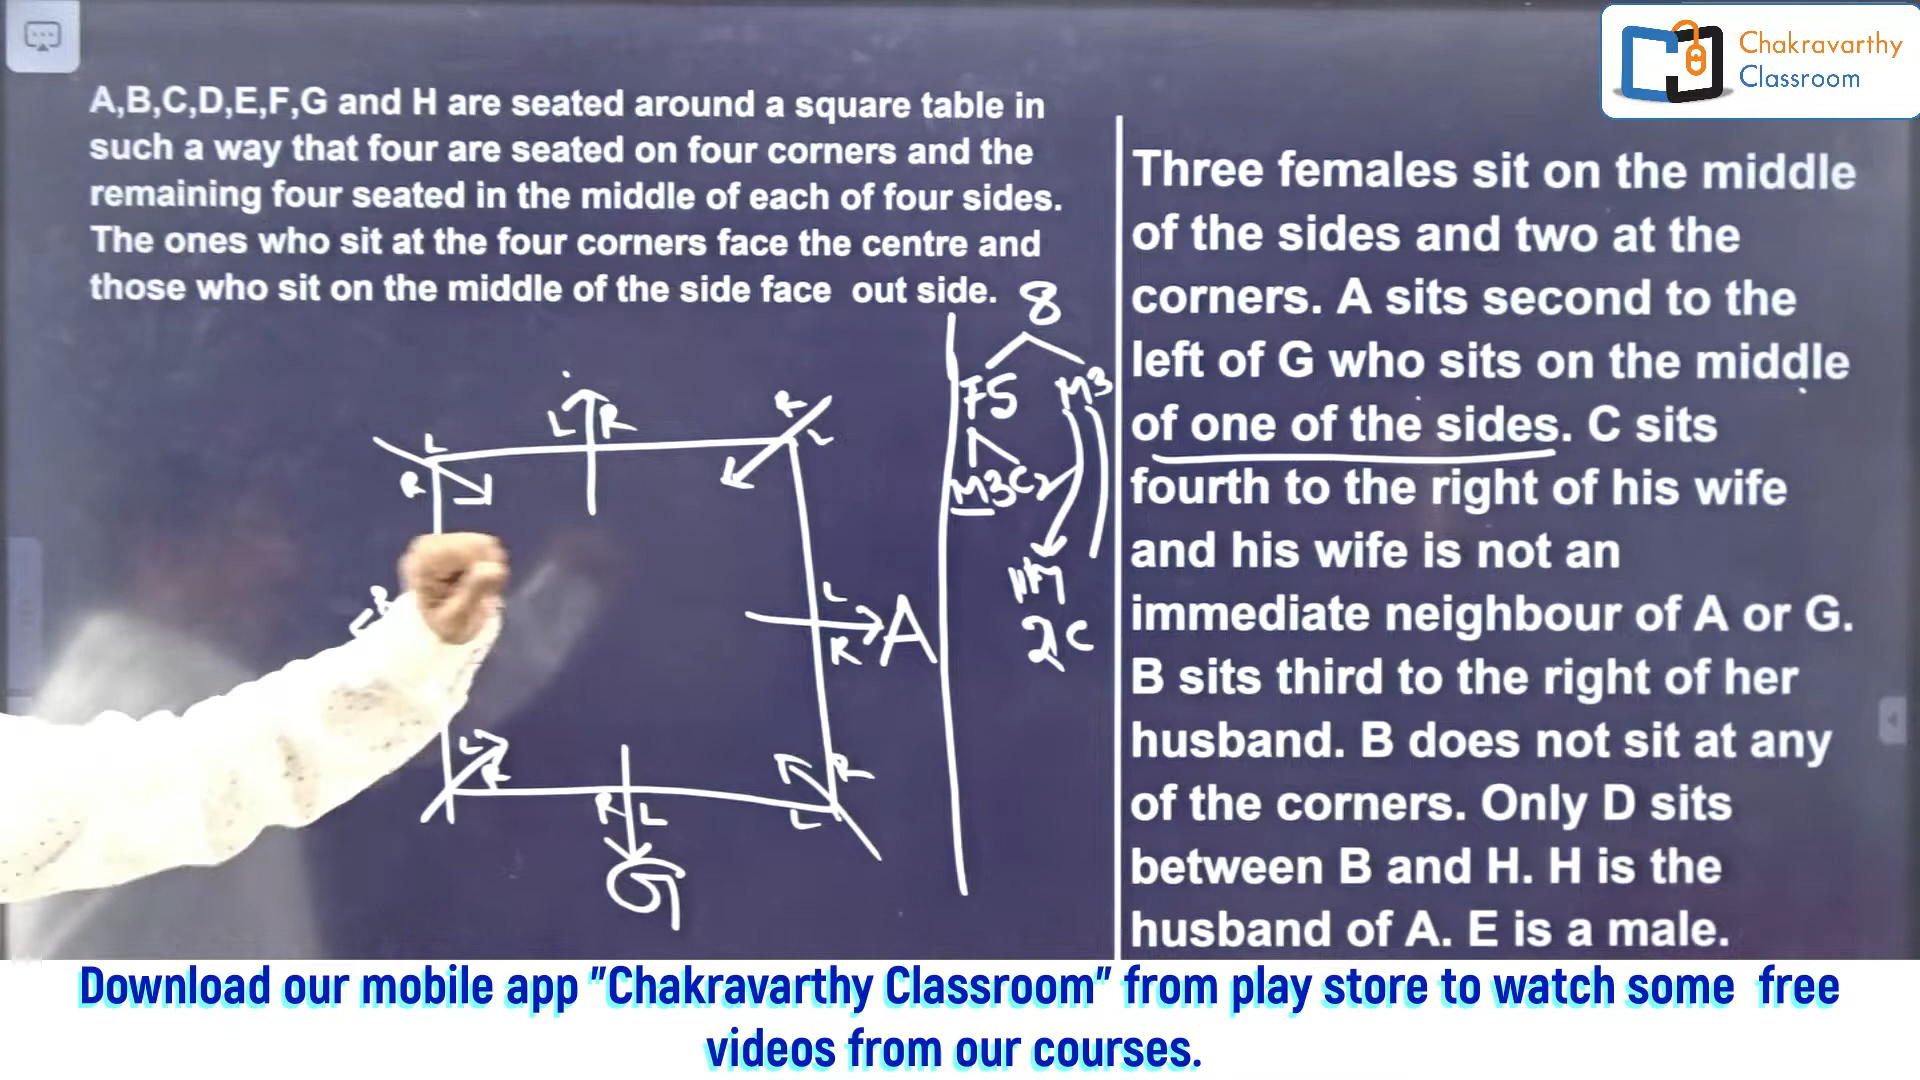 Chakravarthy
Classroom
A,B,C,D,E,F,G and H are seated around a square table in
such a way that four are seated on four corners and the
remaining four seated in the middle of each of four sides.
The ones who sit at the four corners face the centre and
those who sit on the middle of the side face out side.
Three females sit on the middle
of the sides and two at the
corners. A sits second to the
left of G who sits on the middle
of one of the sides. C sits
fourth to the right of his wife
and his wife is not an
immediate neighbour of A or G.
B sits third to the right of her
husband. B does not sit at any
of the corners. Only D sits
between B and H. H is the
husband of A. E is a male.
8
F5 M3
M3 C2
1M
2C
L R
R
L
L
R
R
L
R A
L
R
R L
R
L
G
Download our mobile app "Chakravarthy Classroom" from play store to watch some free
videos from our courses.